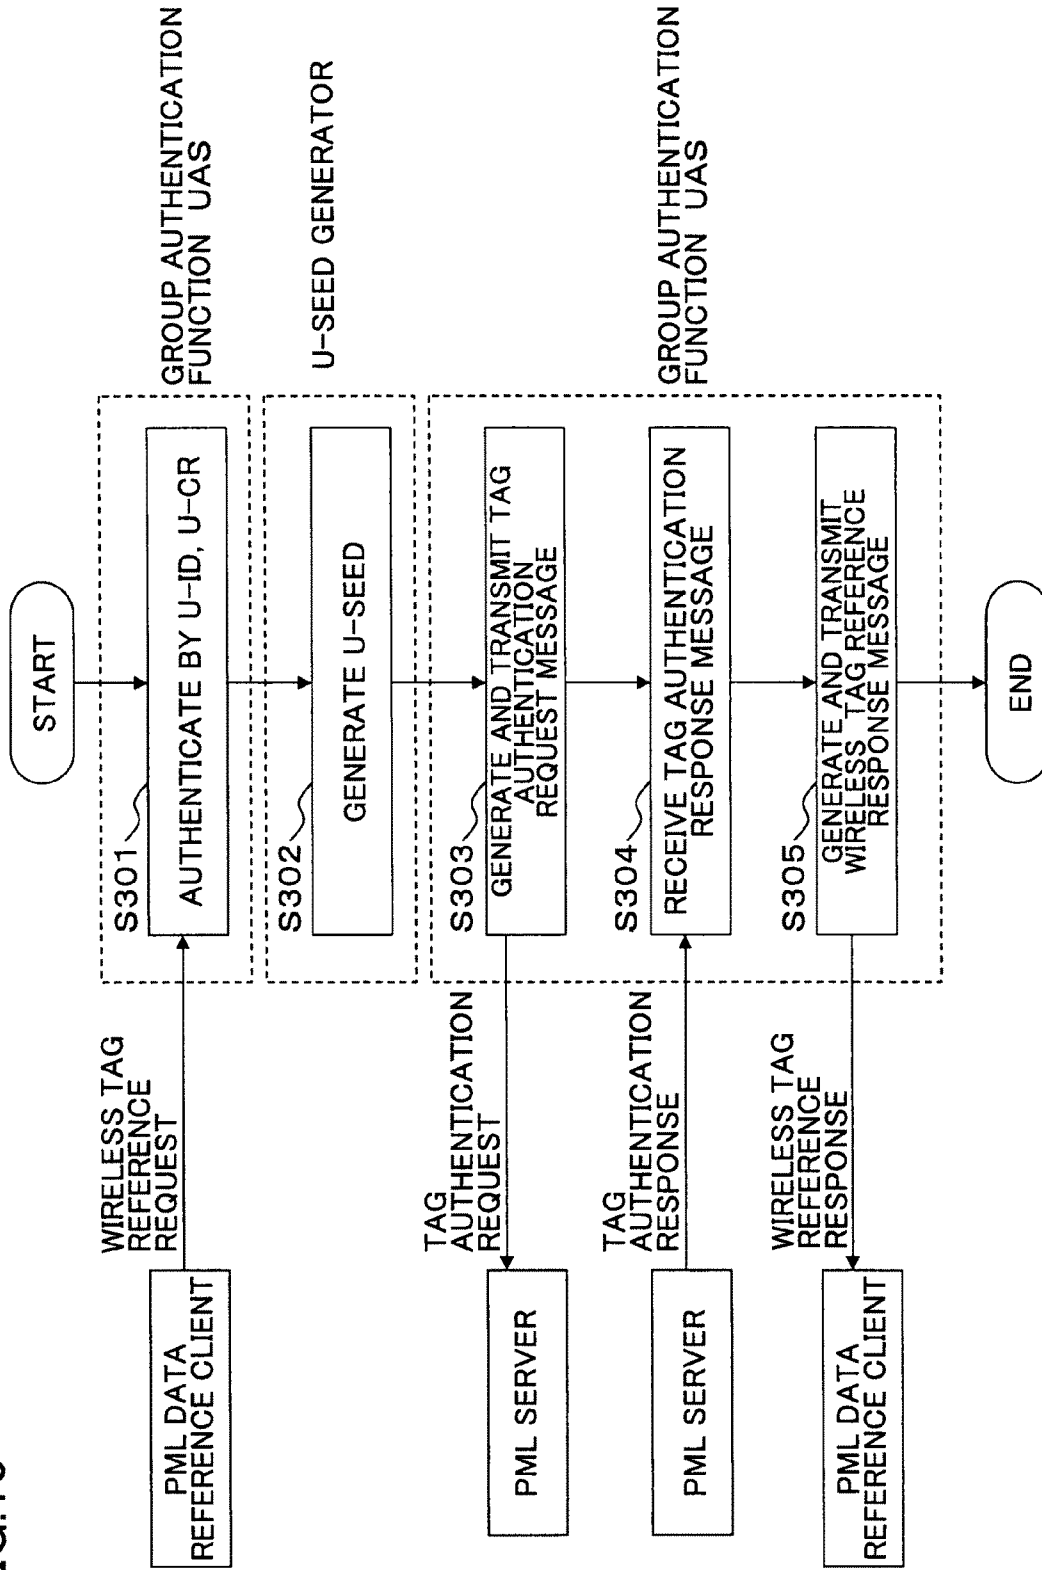 START
S301
AUTHENTICATE BY U-ID, U-CR
GROUP AUTHENTICATION
FUNCTION UAS
WIRELESS TAG
REFERENCE
REQUEST
PML DATA
REFERENCE CLIENT
S302
GENERATE U-SEED
U-SEED GENERATOR
S303
GENERATE AND TRANSMIT TAG
AUTHENTICATION
REQUEST MESSAGE
TAG
AUTHENTICATION
REQUEST
PML SERVER
GROUP AUTHENTICATION
FUNCTION UAS
S304
RECEIVE TAG AUTHENTICATION
RESPONSE MESSAGE
TAG
AUTHENTICATION
RESPONSE
PML SERVER
S305
GENERATE AND TRANSMIT
WIRELESS TAG REFERENCE
RESPONSE MESSAGE
WIRELESS TAG
REFERENCE
RESPONSE
PML DATA
REFERENCE CLIENT
END